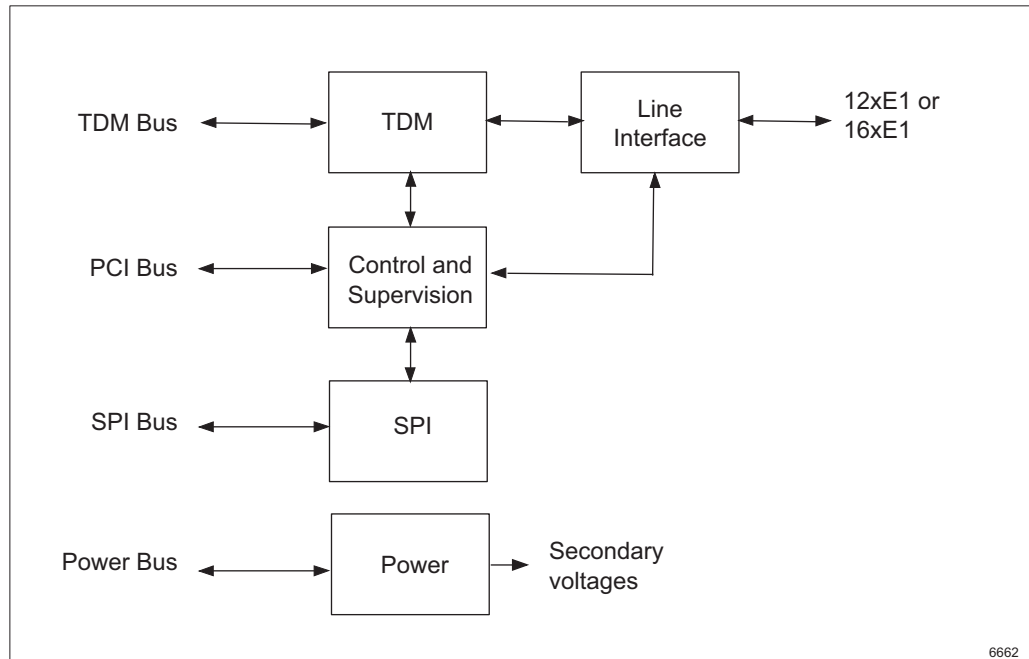 TDM Bus
TDM
Line
Interface
12xE1 or
16xE1
PCI Bus
Control and
Supervision
SPI Bus
SPI
Power Bus
Power
Secondary
voltages
6662